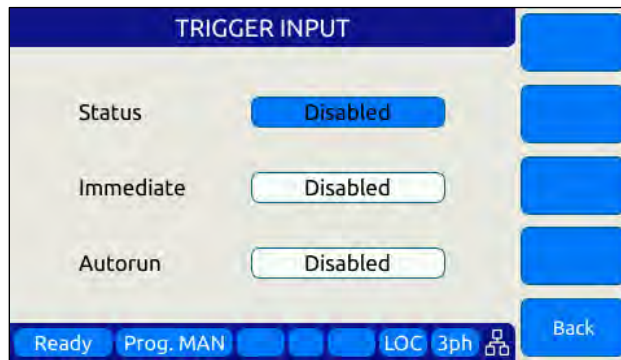 TRIGGER INPUT
Status Disabled
Immediate Disabled
Autorun Disabled
Back
Ready Prog. MAN LOC 3ph